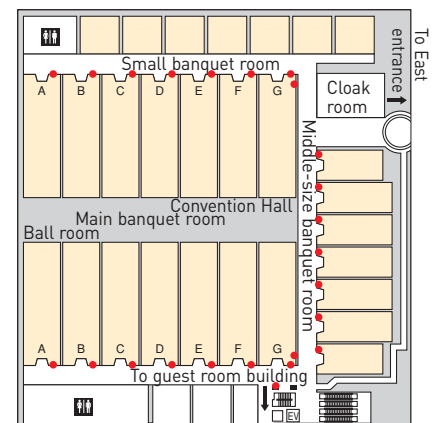 To East
entrance
Small banquet room
A B C D E F G
Cloak
room
Middle-size banquet room
Convention Hall
Main banquet room
Ball room
A B C D E F G
To guest room building
EV